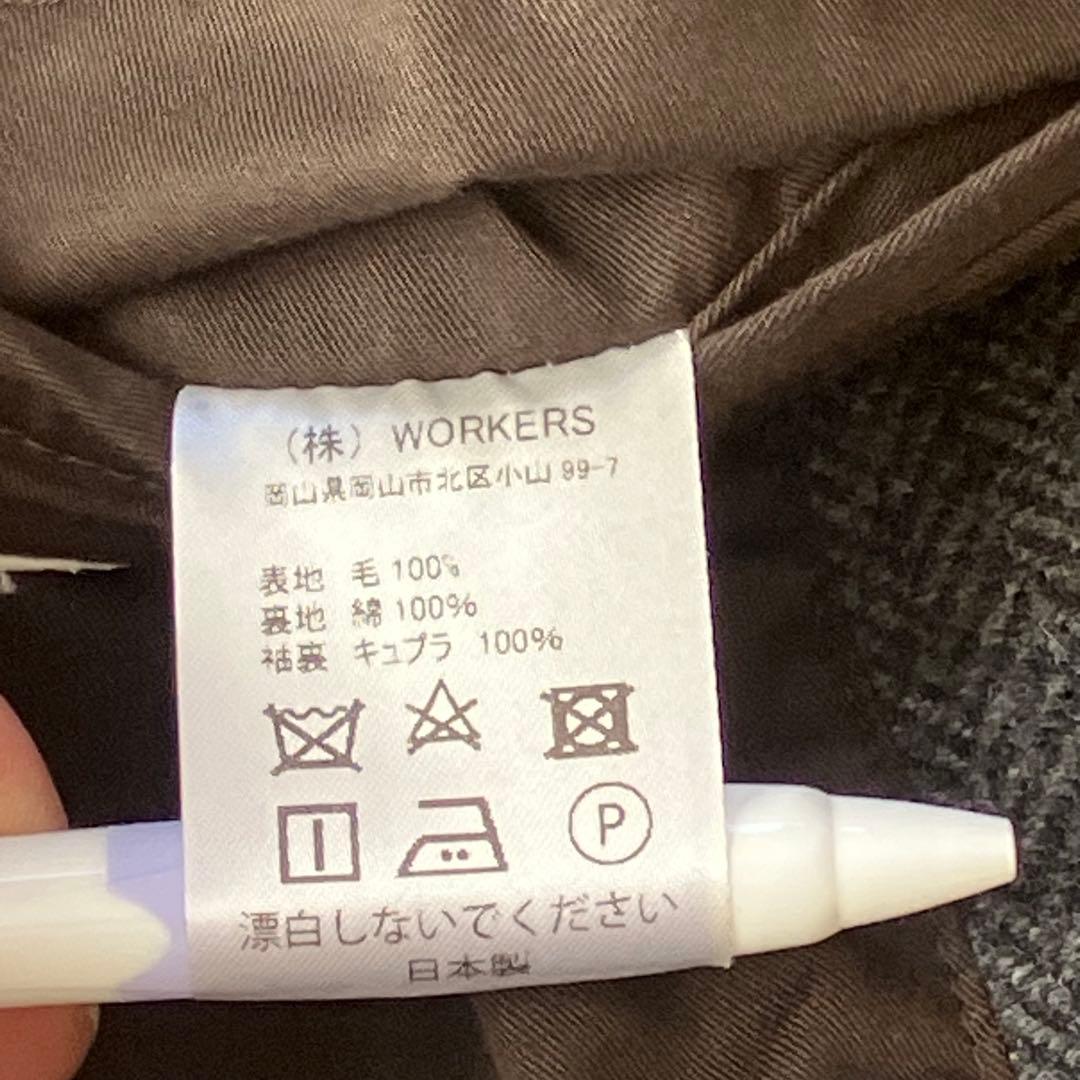 （株）WORKERS
岡山県岡山市北区小山 99-7
表地 毛 100%
裏地 綿 100%
袖裏 キュプラ 100%
P
漂白しないでください
日本製